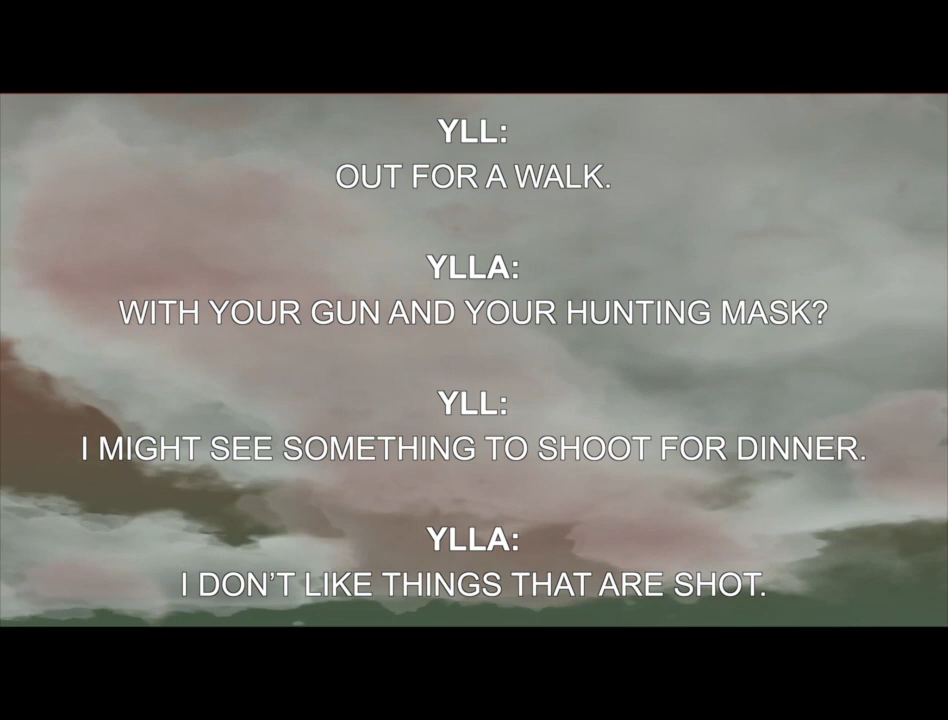 YLL:
OUT FOR A WALK.
YLLA:
WITH YOUR GUN AND YOUR HUNTING MASK?
YLL:
I MIGHT SEE SOMETHING TO SHOOT FOR DINNER.
YLLA:
I DON’T LIKE THINGS THAT ARE SHOT.